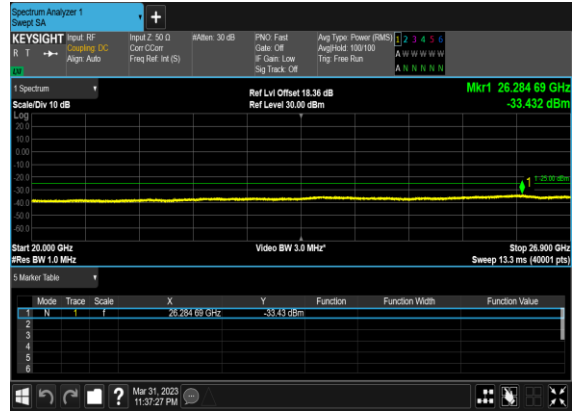 Spectrum Analyzer 1
Swept SA
+
KEYSIGHT Input: RF Input Z: 50 Ω #Atten: 30 dB PNO: Fast Avg Type: Power (RMS) 1 2 3 4 5 6
R T Coupling: DC Corr CCorr Gate: Off Avg|Hold: 100/100 A W W W W W
Align: Auto Freq Ref: Int (S) IF Gain: Low Trig: Free Run
Sig Track: Off A N N N N N
1 Spectrum Ref Lvl Offset 18.36 dB Mkr1 26.284 69 GHz
Scale/Div 10 dB Ref Level 30.00 dBm -33.432 dBm
Log
20.0
10.0
0.00
-10.0
-20.0
-30.0
-40.0
-50.0
-60.0
1
-25.00 dBm
Start 20.000 GHz Video BW 3.0 MHz* Stop 26.900 GHz
#Res BW 1.0 MHz Sweep 13.3 ms (40001 pts)
5 Marker Table
Mode Trace Scale X Y Function Function Width Function Value
1 N 1 f 26.284 69 GHz -33.43 dBm
2
3
4
5
6
? Mar 31, 2023
11:37:27 PM